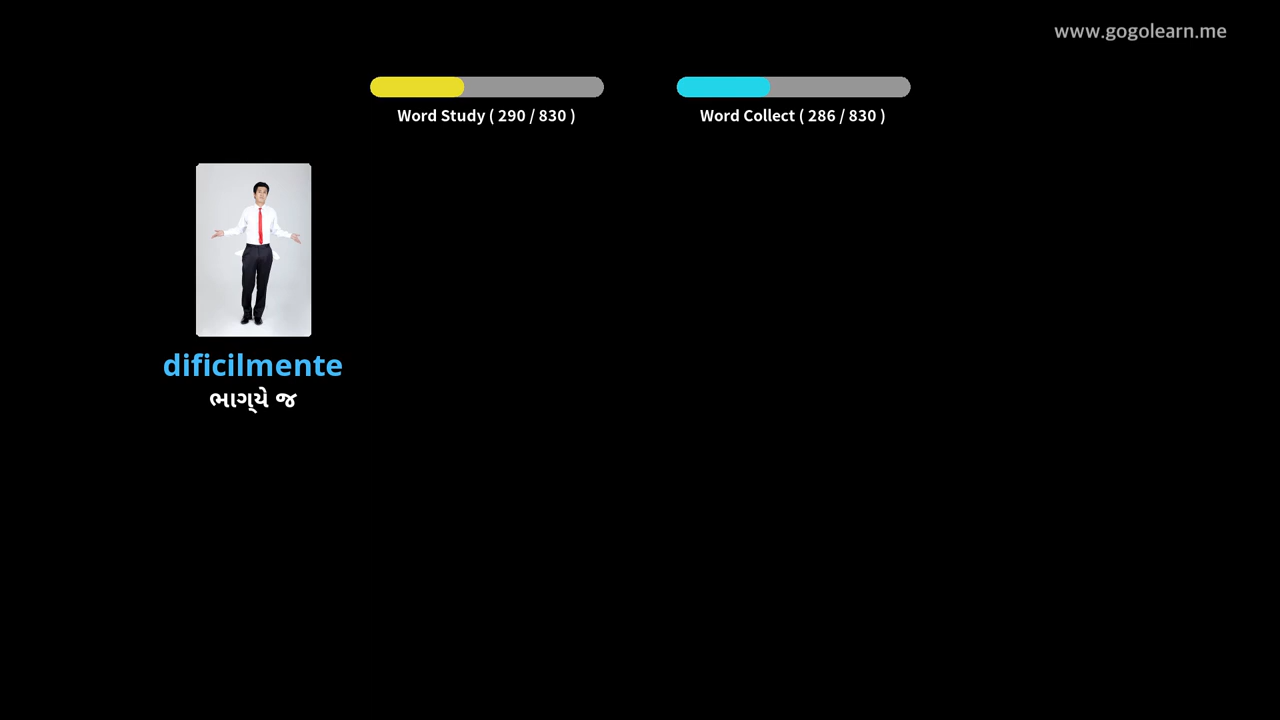 www.gogolearn.me
Word Study ( 290 / 830 )
Word Collect ( 286 / 830 )
dificilmente
ભાગ્યે જ